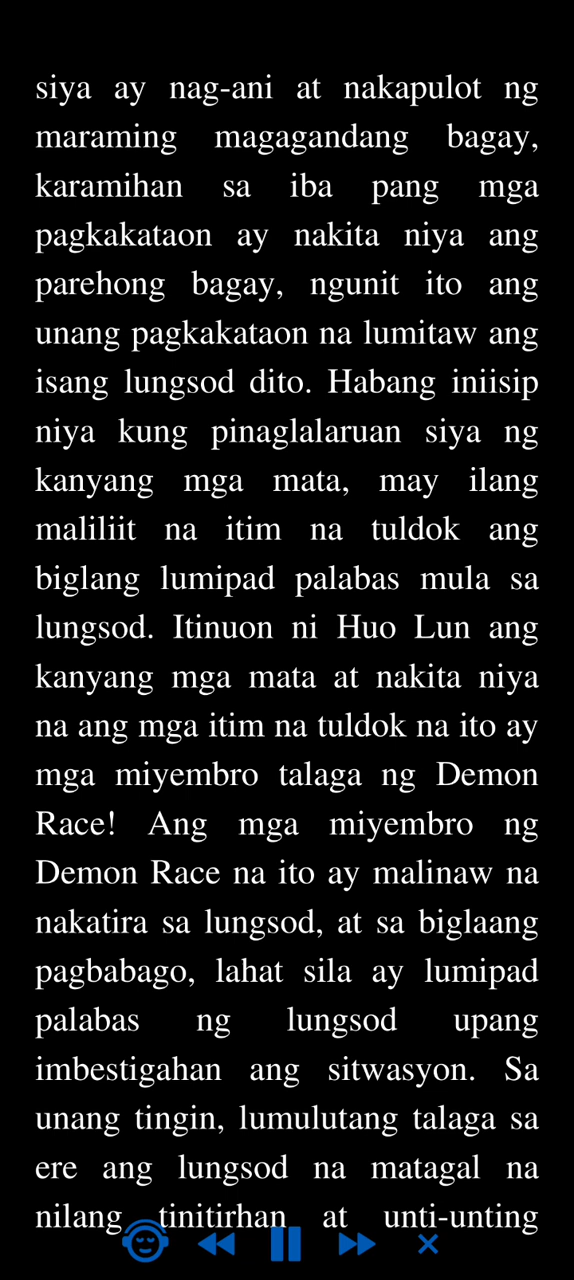 siya ay nag-ani at nakapulot ng
maraming magagandang bagay,
karamihan sa iba pang mga
pagkakataon ay nakita niya ang
parehong bagay, ngunit ito ang
unang pagkakataon na lumitaw ang
isang lungsod dito. Habang iniisip
niya kung pinaglalaruan siya ng
kanyang mga mata, may ilang
maliliit na itim na tuldok ang
biglang lumipad palabas mula sa
lungsod. Itinuon ni Huo Lun ang
kanyang mga mata at nakita niya
na ang mga itim na tuldok na ito ay
mga miyembro talaga ng Demon
Race! Ang mga miyembro ng
Demon Race na ito ay malinaw na
nakatira sa lungsod, at sa biglaang
pagbabago, lahat sila ay lumipad
palabas ng lungsod upang
imbestigahan ang sitwasyon. Sa
unang tingin, lumulutang talaga sa
ere ang lungsod na matagal na
nilang tinitirhan at unti-unting